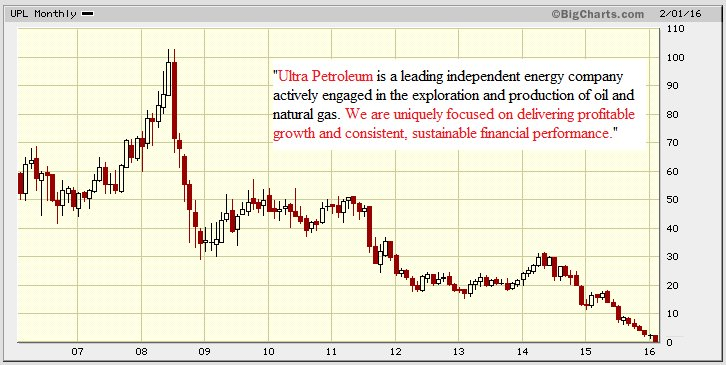 UPL Monthly
©BigCharts.com
2/01/16
"Ultra Petroleum is a leading independent energy company
actively engaged in the exploration and production of oil and
natural gas. We are uniquely focused on delivering profitable
growth and consistent, sustainable financial performance."
110
100
90
80
70
60
50
40
30
20
10
0
07 08 09 10 11 12 13 14 15 16